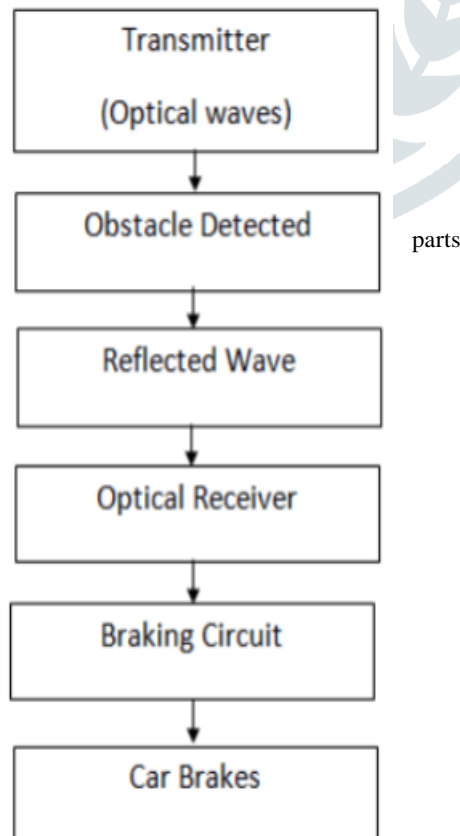 Transmitter
(Optical waves)
Obstacle Detected
parts
Reflected Wave
Optical Receiver
Braking Circuit
Car Brakes